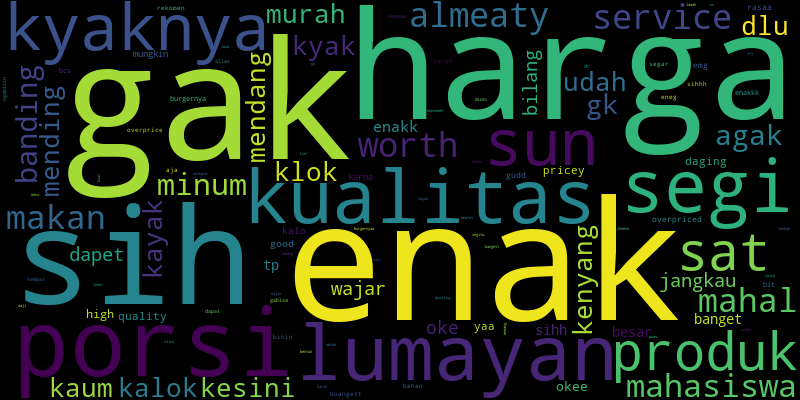 kyaknya
murah
almeaty
service
dlu
rekomen
rasaa
mungkin
kyak
gak
harga
banding
mending
mendang
bilang
udah
gk
emg
segar
sihhh
eneg
enakkk
bcs
burgernya
overprice
enakk
worth
sun
agak
daging
pricey
klok
minum
aja
karna
gudd
kualitas
segi
makan
kayak
dapet
sih
enak
overpriced
kalo
good
tp
wajar
kenyang
sat
jangkau
mahal
bit
high
quality
gabisa
dapat
porsi
lumayan
oke
yaa
sihh
besar
banget
produk
bikin
kaum
kalok
kesini
buangett
bahan
okee
mahasiswa